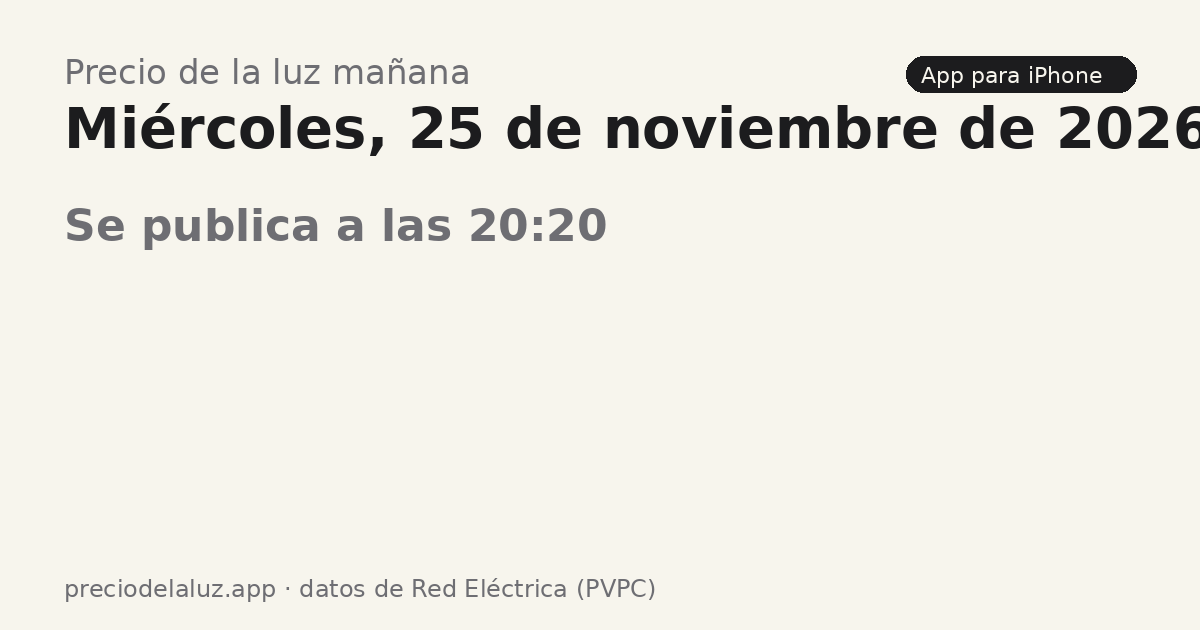 Precio de la luz mañana
App para iPhone
Miércoles, 25 de noviembre de 2026
Se publica a las 20:20
preciodelaluz.app · datos de Red Eléctrica (PVPC)